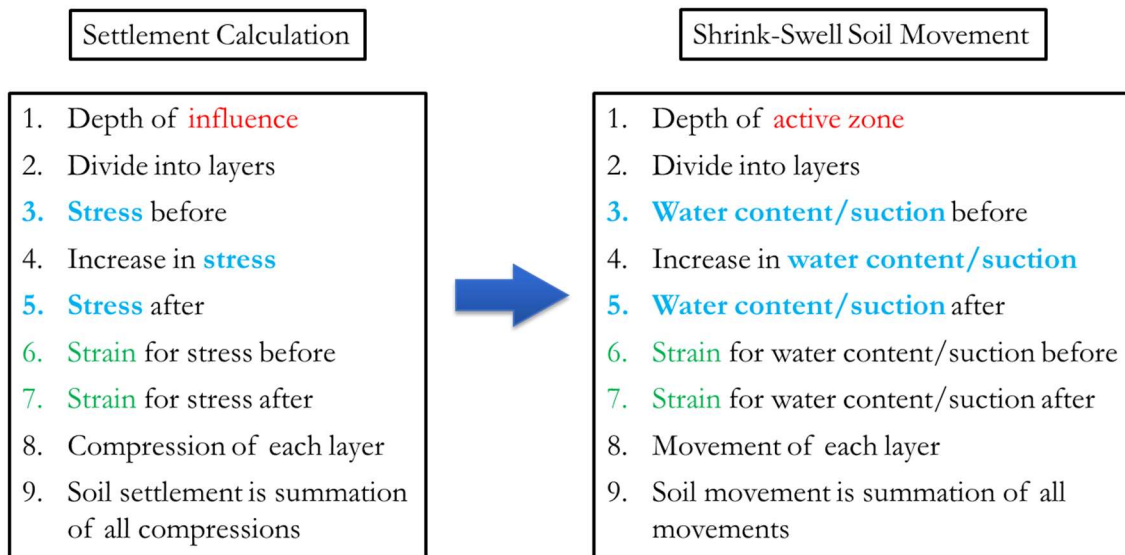 Settlement Calculation
1. Depth of influence
2. Divide into layers
3. Stress before
4. Increase in stress
5. Stress after
6. Strain for stress before
7. Strain for stress after
8. Compression of each layer
9. Soil settlement is summation
of all compressions
Shrink-Swell Soil Movement
1. Depth of active zone
2. Divide into layers
3. Water content/suction before
4. Increase in water content/suction
5. Water content/suction after
6. Strain for water content/suction before
7. Strain for water content/suction after
8. Movement of each layer
9. Soil movement is summation of all
movements